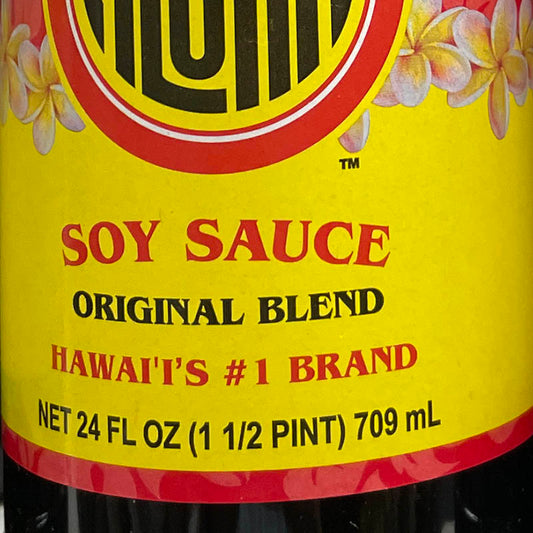 TM
SOY SAUCE
ORIGINAL BLEND
HAWAI'I'S #1 BRAND
NET 24 FL OZ (1 1/2 PINT) 709 mL